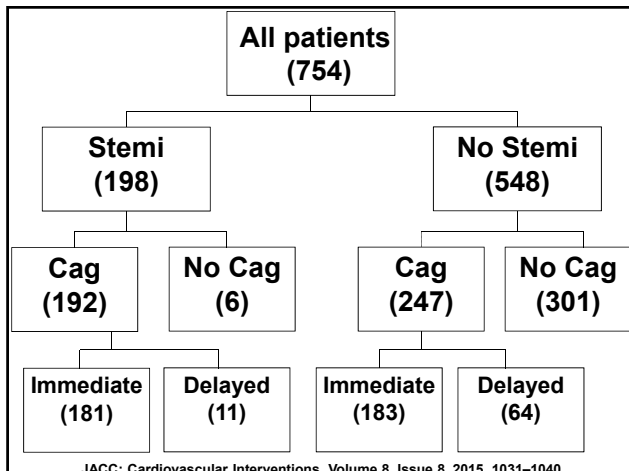 All patients
(754)
Stemi
(198)
No Stemi
(548)
Cag
(192)
No Cag
(6)
Cag
(247)
No Cag
(301)
Immediate
(181)
Delayed
(11)
Immediate
(183)
Delayed
(64)
JACC: Cardiovascular Interventions, Volume 8, Issue 8, 2015, 1031–1040